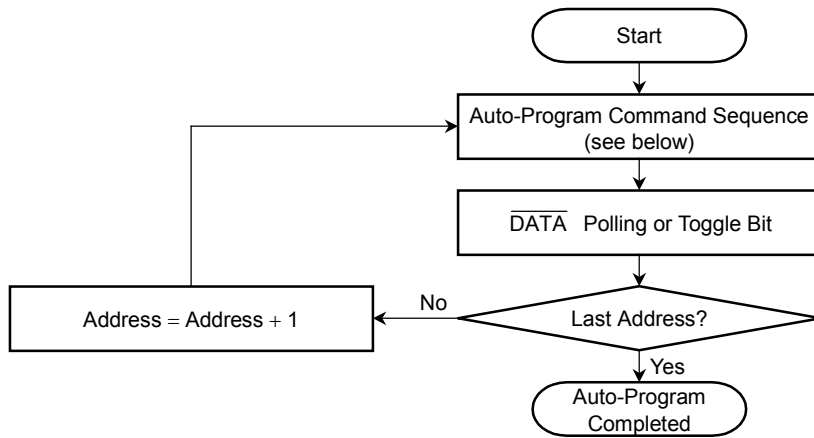 Start
Auto-Program Command Sequence
(see below)
DATA Polling or Toggle Bit
Last Address?
No
Address = Address + 1
Yes
Auto-Program
Completed